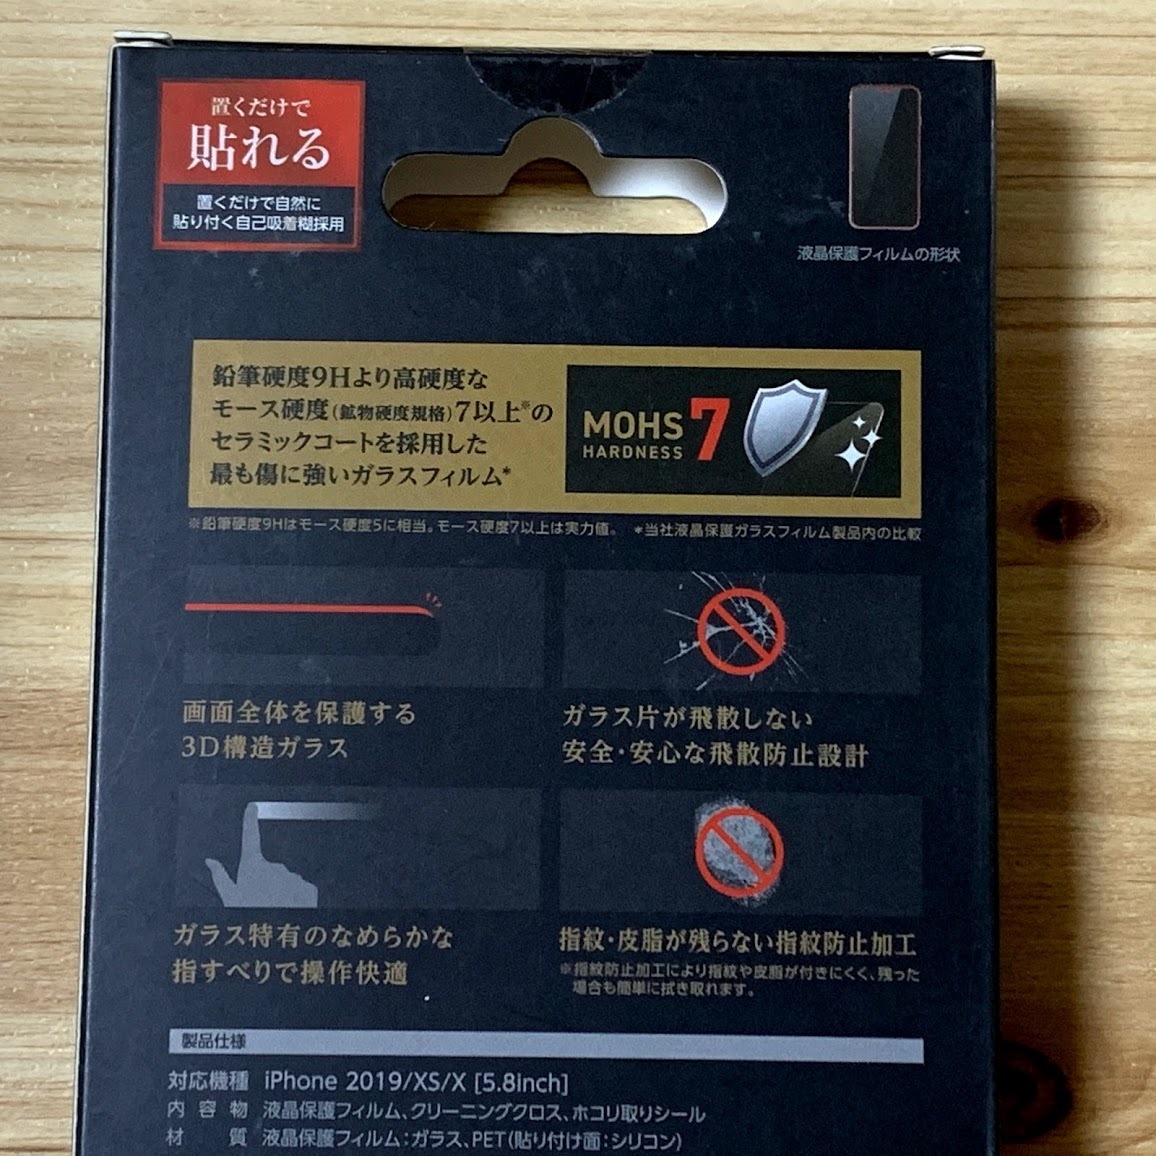 置くだけで
貼れる
置くだけで自然に
貼り付く自己吸着糊採用
液晶保護フィルムの形状
鉛筆硬度9Hより高硬度な
モース硬度(鉱物硬度規格)7以上※の
セラミックコートを採用した
最も傷に強いガラスフィルム*
MOHS 7
HARDNESS
※鉛筆硬度9Hはモース硬度5に相当。モース硬度7以上は実力値。 *当社液晶保護ガラスフィルム製品内の比較
画面全体を保護する
3D構造ガラス
ガラス片が飛散しない
安全・安心な飛散防止設計
ガラス特有のなめらかな
指すべりで操作快適
指紋・皮脂が残らない指紋防止加工
※指紋防止加工により指紋や皮脂が付きにくく、残った
場合も簡単に拭き取れます。
製品仕様
対応機種 iPhone 2019/XS/X [5.8inch]
内容物 液晶保護フィルム、クリーニングクロス、ホコリ取りシール
材質 液晶保護フィルム:ガラス、PET(貼り付け面:シリコン)